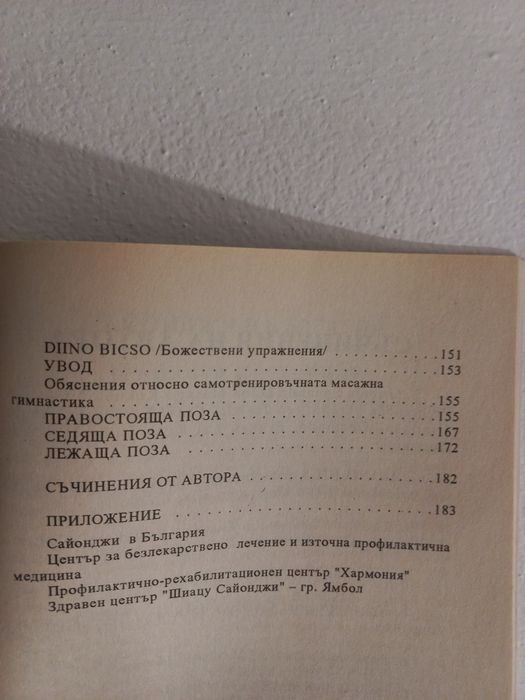 DIINO BICSO /Божествени упражнения/ . . . . . . . . . . . 151
УВОД . . . . . . . . . . . . . . . . . . . . . . . . . . . . . . . . . 153
Обяснения относно самотренировъчната масажна
гимнастика . . . . . . . . . . . . . . . . . . . . . . . . . . . . . 155
ПРАВОСТОЯЩА ПОЗА . . . . . . . . . . . . . . . . . . . . . 155
СЕДЯЩА ПОЗА . . . . . . . . . . . . . . . . . . . . . . . . . 167
ЛЕЖАЩА ПОЗА . . . . . . . . . . . . . . . . . . . . . . . . . 172
СЪЧИНЕНИЯ ОТ АВТОРА . . . . . . . . . . . . . . . . . . 182
ПРИЛОЖЕНИЕ . . . . . . . . . . . . . . . . . . . . . . . . . 183
Сайонджи в България
Център за безлекарствено лечение и източна профилактична
медицина
Профилактично-рехабилитационен център "Хармония"
Здравен център "Шиацу Сайонджи" – гр. Ямбол